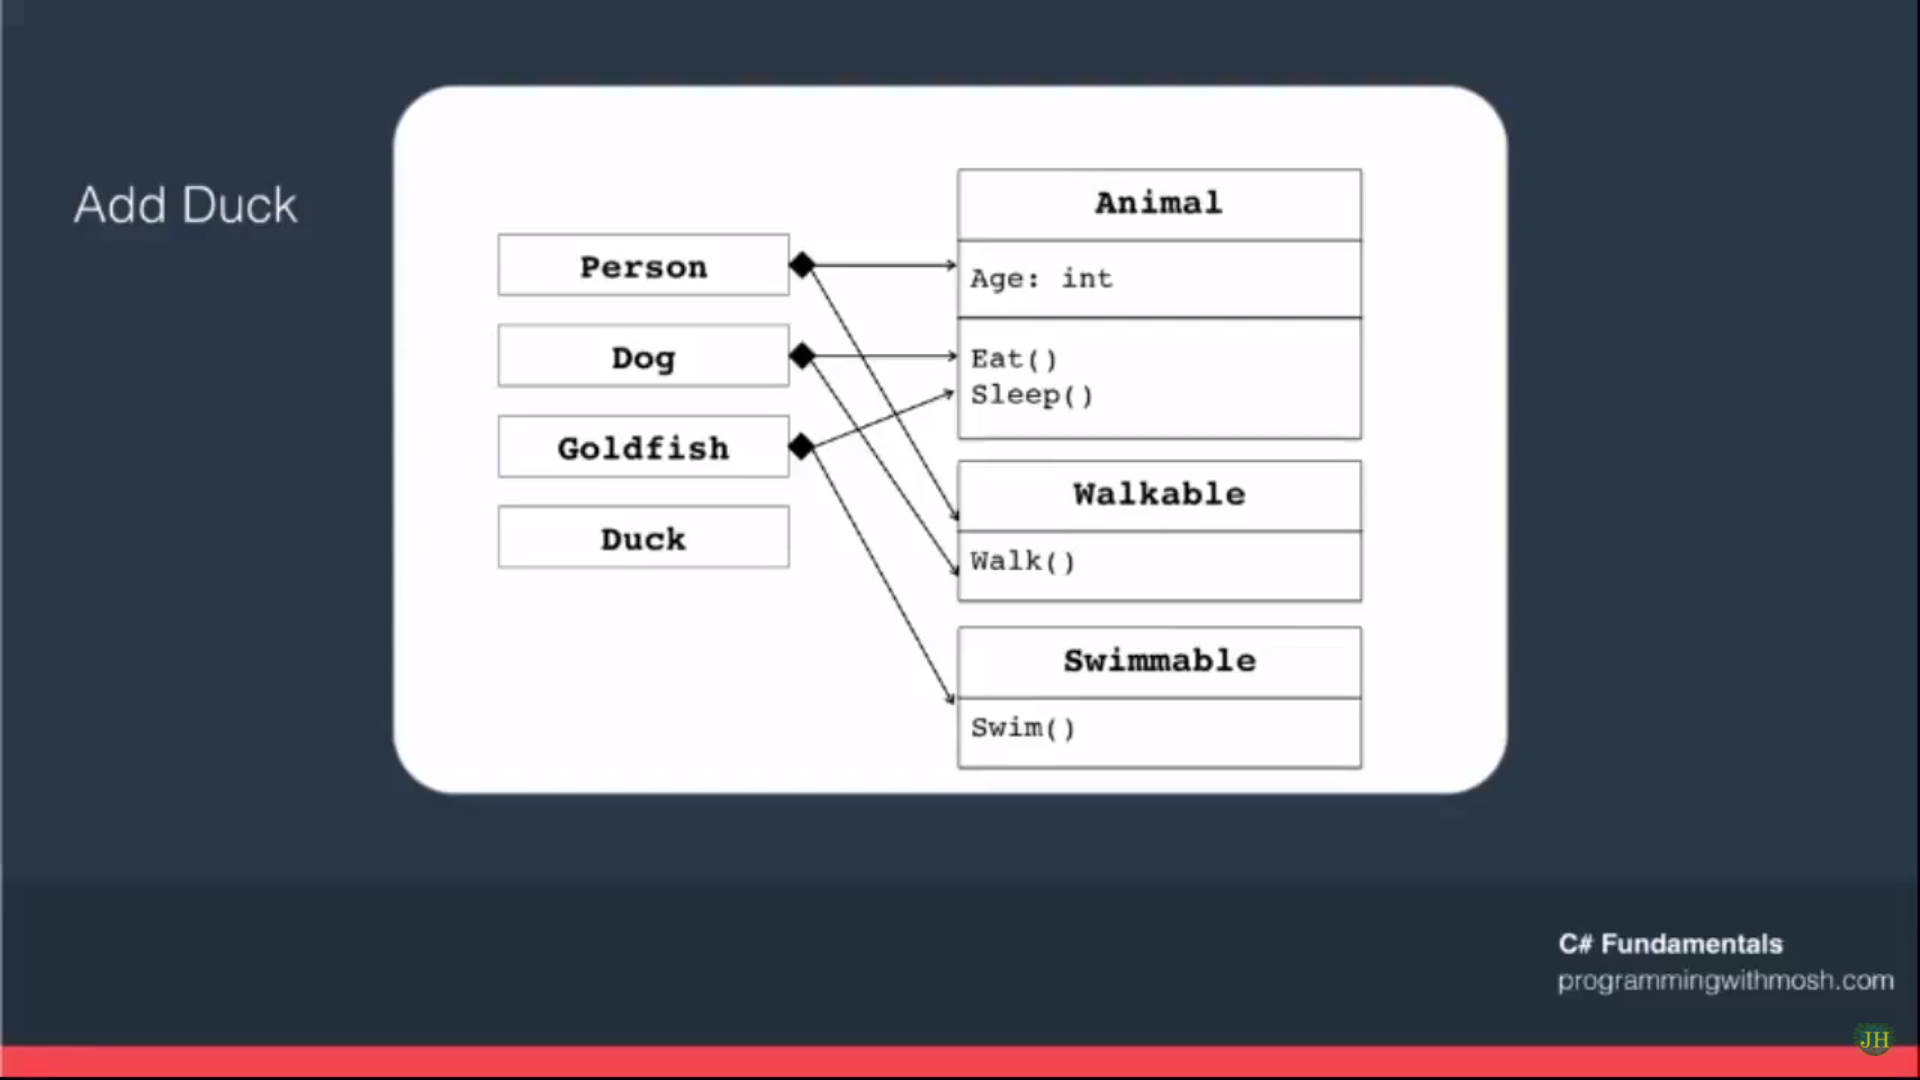 Add Duck
Person
Dog
Goldfish
Duck
Animal
Age: int
Eat()
Sleep()
Walkable
Walk()
Swimmable
Swim()
C# Fundamentals
programmingwithmosh.com
JH